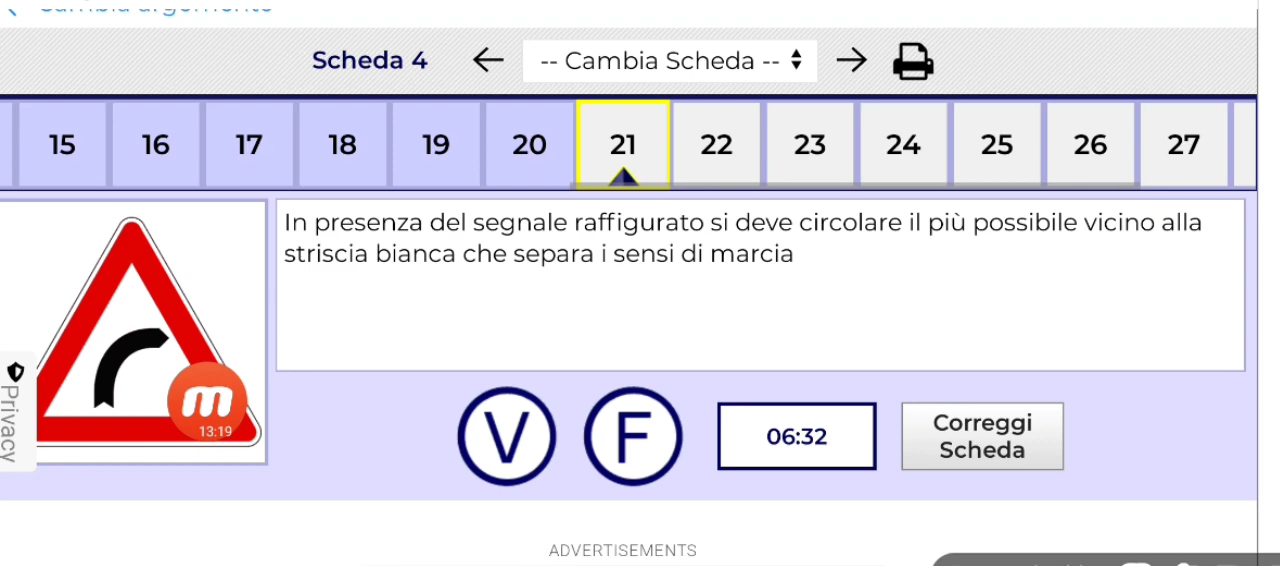 Scheda 4
-- Cambia Scheda --
15 16 17 18 19 20 21 22 23 24 25 26 27
In presenza del segnale raffigurato si deve circolare il più possibile vicino alla
striscia bianca che separa i sensi di marcia
m
13:19
Privacy
V F 06:32 Correggi
Scheda
ADVERTISEMENTS